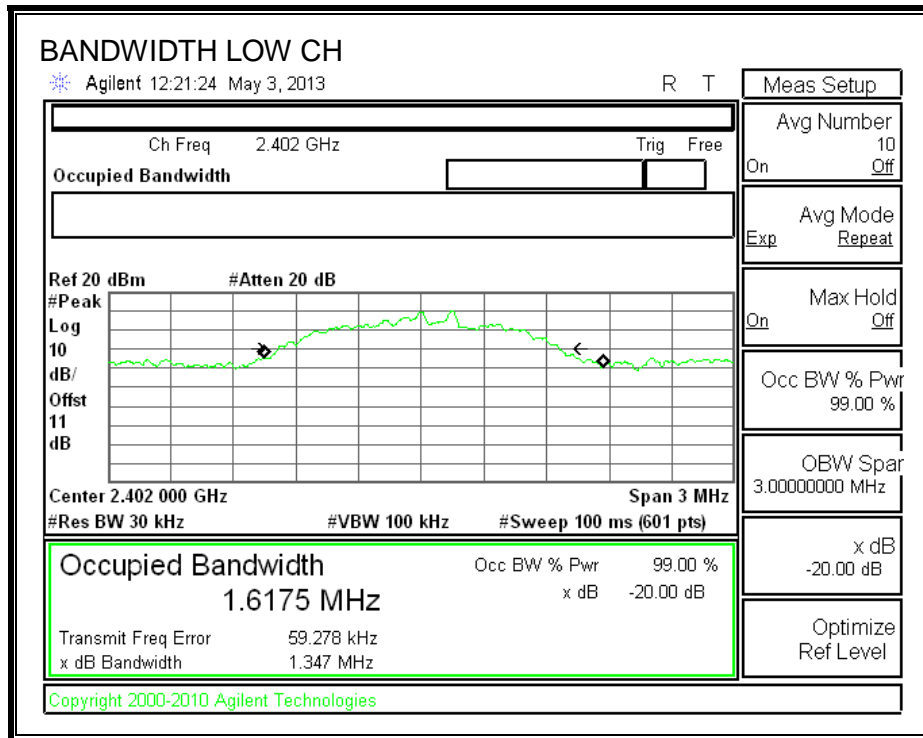 BANDWIDTH LOW CH
Agilent 12:21:24 May 3, 2013 R T
Ch Freq 2.402 GHz Trig Free
Occupied Bandwidth
Ref 20 dBm #Atten 20 dB
#Peak
Log
10
dB/
Offst
11
dB
Center 2.402 000 GHz Span 3 MHz
#Res BW 30 kHz #VBW 100 kHz #Sweep 100 ms (601 pts)
Occupied Bandwidth
1.6175 MHz
Occ BW % Pwr 99.00 %
x dB -20.00 dB
Transmit Freq Error 59.278 kHz
x dB Bandwidth 1.347 MHz
Copyright 2000-2010 Agilent Technologies
Meas Setup
Avg Number
10
On Off
Avg Mode
Exp Repeat
Max Hold
On Off
Occ BW % Pwr
99.00 %
OBW Spar
3.00000000 MHz
x dB
-20.00 dB
Optimize
Ref Level